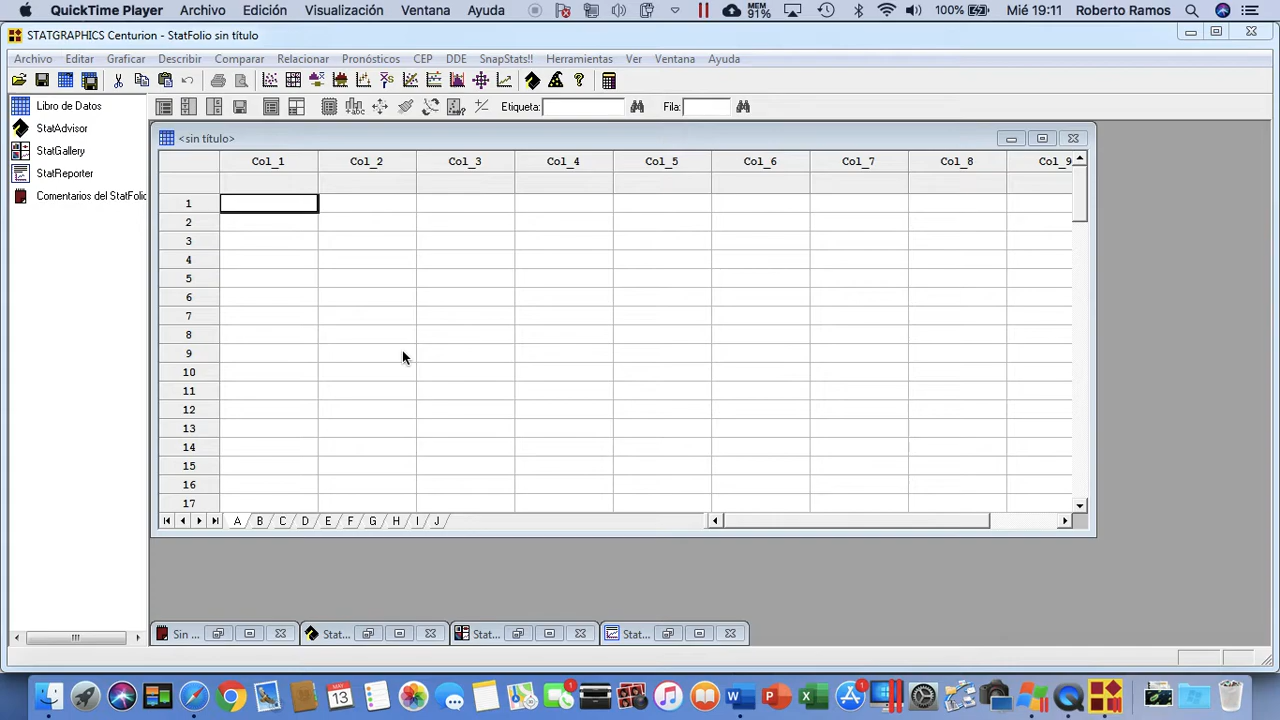 QuickTime Player Archivo Edición Visualización Ventana Ayuda MEM 91% 100% Mié 19:11 Roberto Ramos
STATGRAPHICS Centurion - StatFolio sin título
Archivo Editar Graficar Describir Comparar Relacionar Pronósticos CEP DDE SnapStats!! Herramientas Ver Ventana Ayuda
Etiqueta: Fila:
Libro de Datos
StatAdvisor
StatGallery
StatReporter
Comentarios del StatFolio
<sin título>
Col_1 Col_2 Col_3 Col_4 Col_5 Col_6 Col_7 Col_8 Col_9
1
2
3
4
5
6
7
8
9
10
11
12
13
14
15
16
17
A B C D E F G H I J
Sin ... Stat... Stat... Stat...
MAY 13 1 1